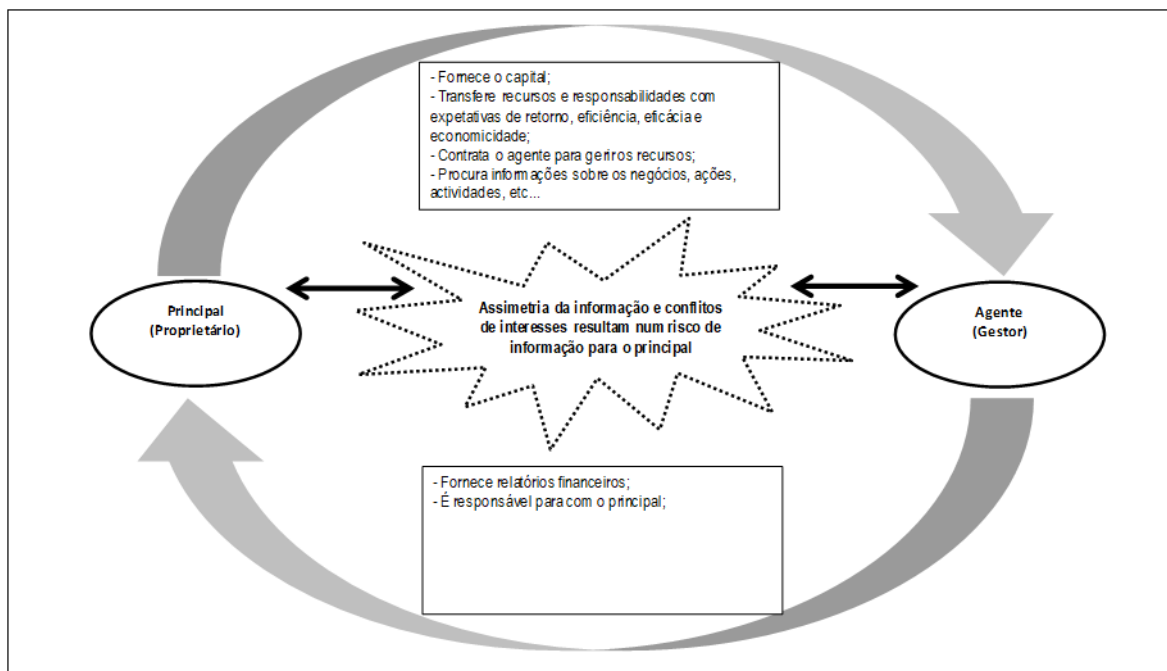 - Fornece o capital;
- Transfere recursos e responsabilidades com
expetativas de retorno, eficiência, eficácia e
economicidade;
- Contrata o agente para gerir os recursos;
- Procura informações sobre os negócios, ações,
actividades, etc...
Principal
(Proprietário)
Assimetria da informação e conflitos
de interesses resultam num risco de
informação para o principal
Agente
(Gestor)
- Fornece relatórios financeiros;
- É responsável para com o principal;